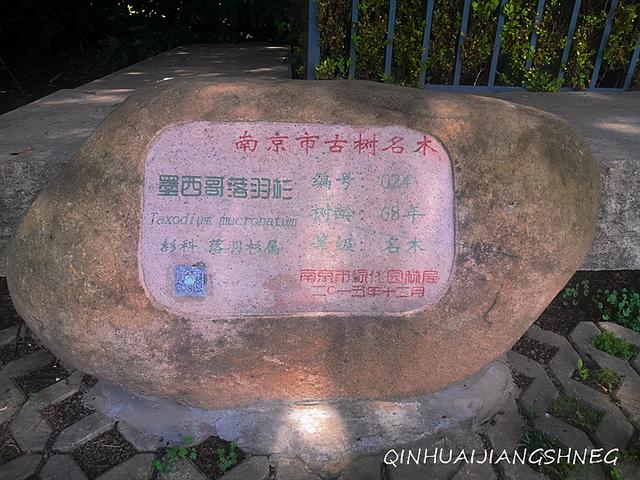 南京市古树名木
墨西哥落羽杉
Taxodium mucronatum
杉科 落羽杉属
编号: 024
树龄: 68年
等级: 名木
南京市绿化园林局
二〇一五年十二月
QINHUAIJIANGSHNEG